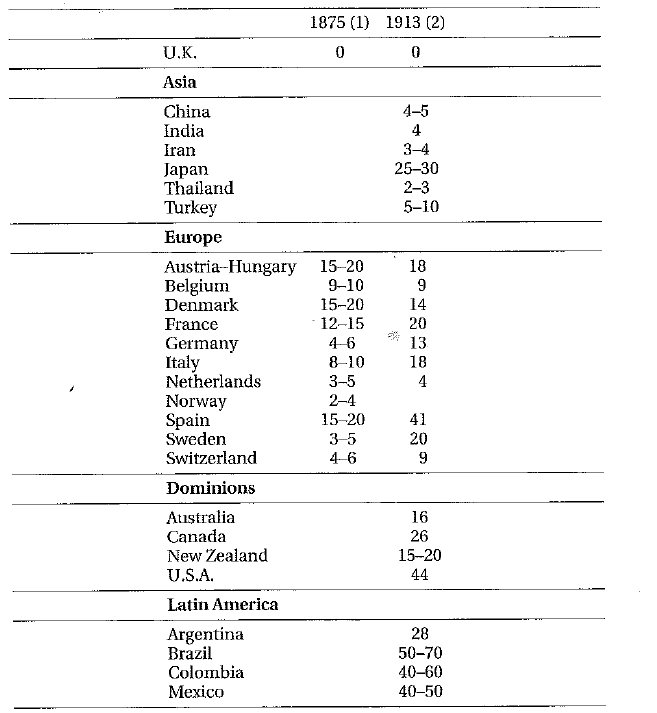 1875 (1) 1913 (2)
U.K. 0 0
Asia
China 4–5
India 4
Iran 3–4
Japan 25–30
Thailand 2–3
Turkey 5–10
Europe
Austria–Hungary 15–20 18
Belgium 9–10 9
Denmark 15–20 14
France 12–15 20
Germany 4–6 13
Italy 8–10 18
Netherlands 3–5 4
Norway 2–4
Spain 15–20 41
Sweden 3–5 20
Switzerland 4–6 9
Dominions
Australia 16
Canada 26
New Zealand 15–20
U.S.A. 44
Latin America
Argentina 28
Brazil 50–70
Colombia 40–60
Mexico 40–50